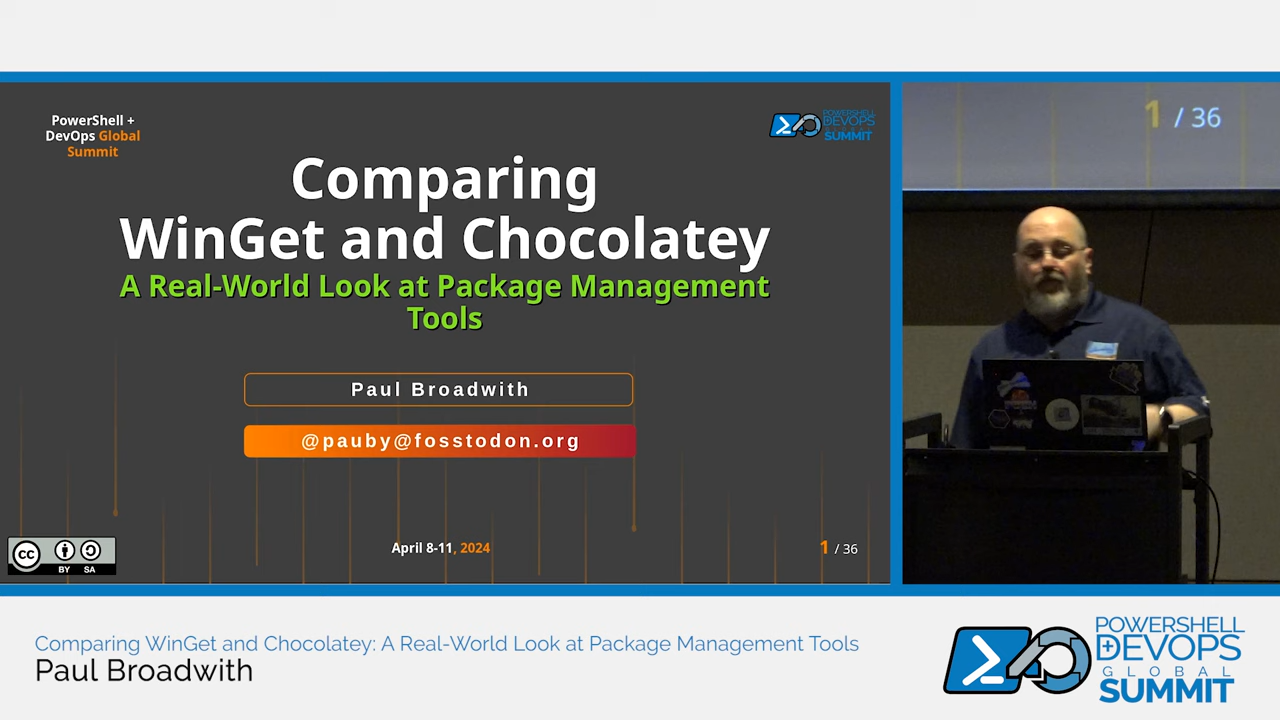 PowerShell +
DevOps Global
Summit
POWERSHELL
DEVOPS
SUMMIT
Comparing
WinGet and Chocolatey
A Real-World Look at Package Management
Tools
Paul Broadwith
@pauby@fosstodon.org
cc
BY SA
April 8-11, 2024
1 / 36
1 / 36
Comparing WinGet and Chocolatey: A Real-World Look at Package Management Tools
Paul Broadwith
POWERSHELL
DEVOPS
GLOBAL
SUMMIT